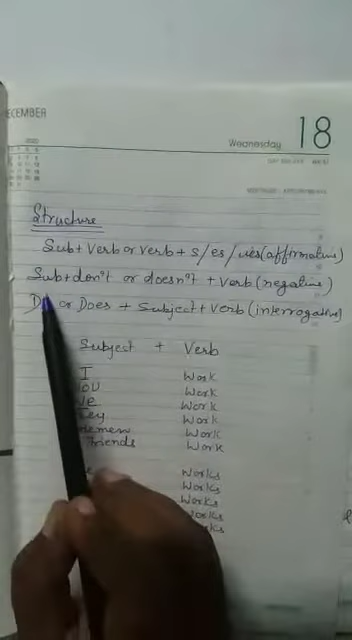 DECEMBER
Wednesday 18
Structure
Sub+verb or verb+s/es/ies(affirmative)
Sub+don't or doesn't + verb(negative)
or Does + Subject + verb(interrogative)
Subject + Verb
I Work
Work
Work
Work
Work
Friends Work
Works
Works
Works
Works